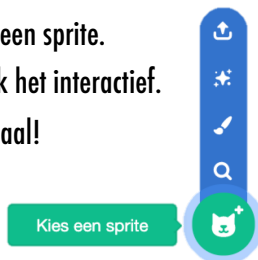 een sprite.
k het interactief.
aal!
Kies een sprite